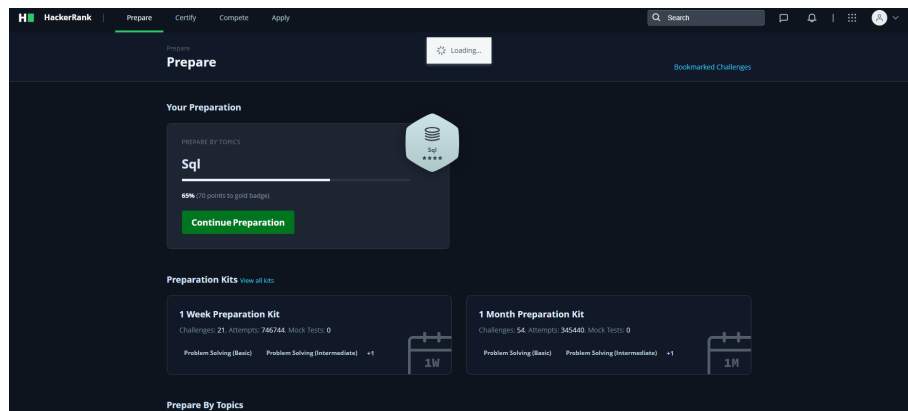 H HackerRank | Prepare Certify Compete Apply Search
Prepare
Loading...
Prepare
Bookmarked Challenges
Your Preparation
PREPARE BY TOPICS
Sql
★★★★
Sql
65% (70 points to gold badge)
Continue Preparation
Preparation Kits View all kits
1 Week Preparation Kit
Challenges: 21. Attempts: 746744. Mock Tests: 0
Problem Solving (Basic) Problem Solving (Intermediate) +1
1W
1 Month Preparation Kit
Challenges: 54. Attempts: 345440. Mock Tests: 0
Problem Solving (Basic) Problem Solving (Intermediate) +1
1M
Prepare By Topics